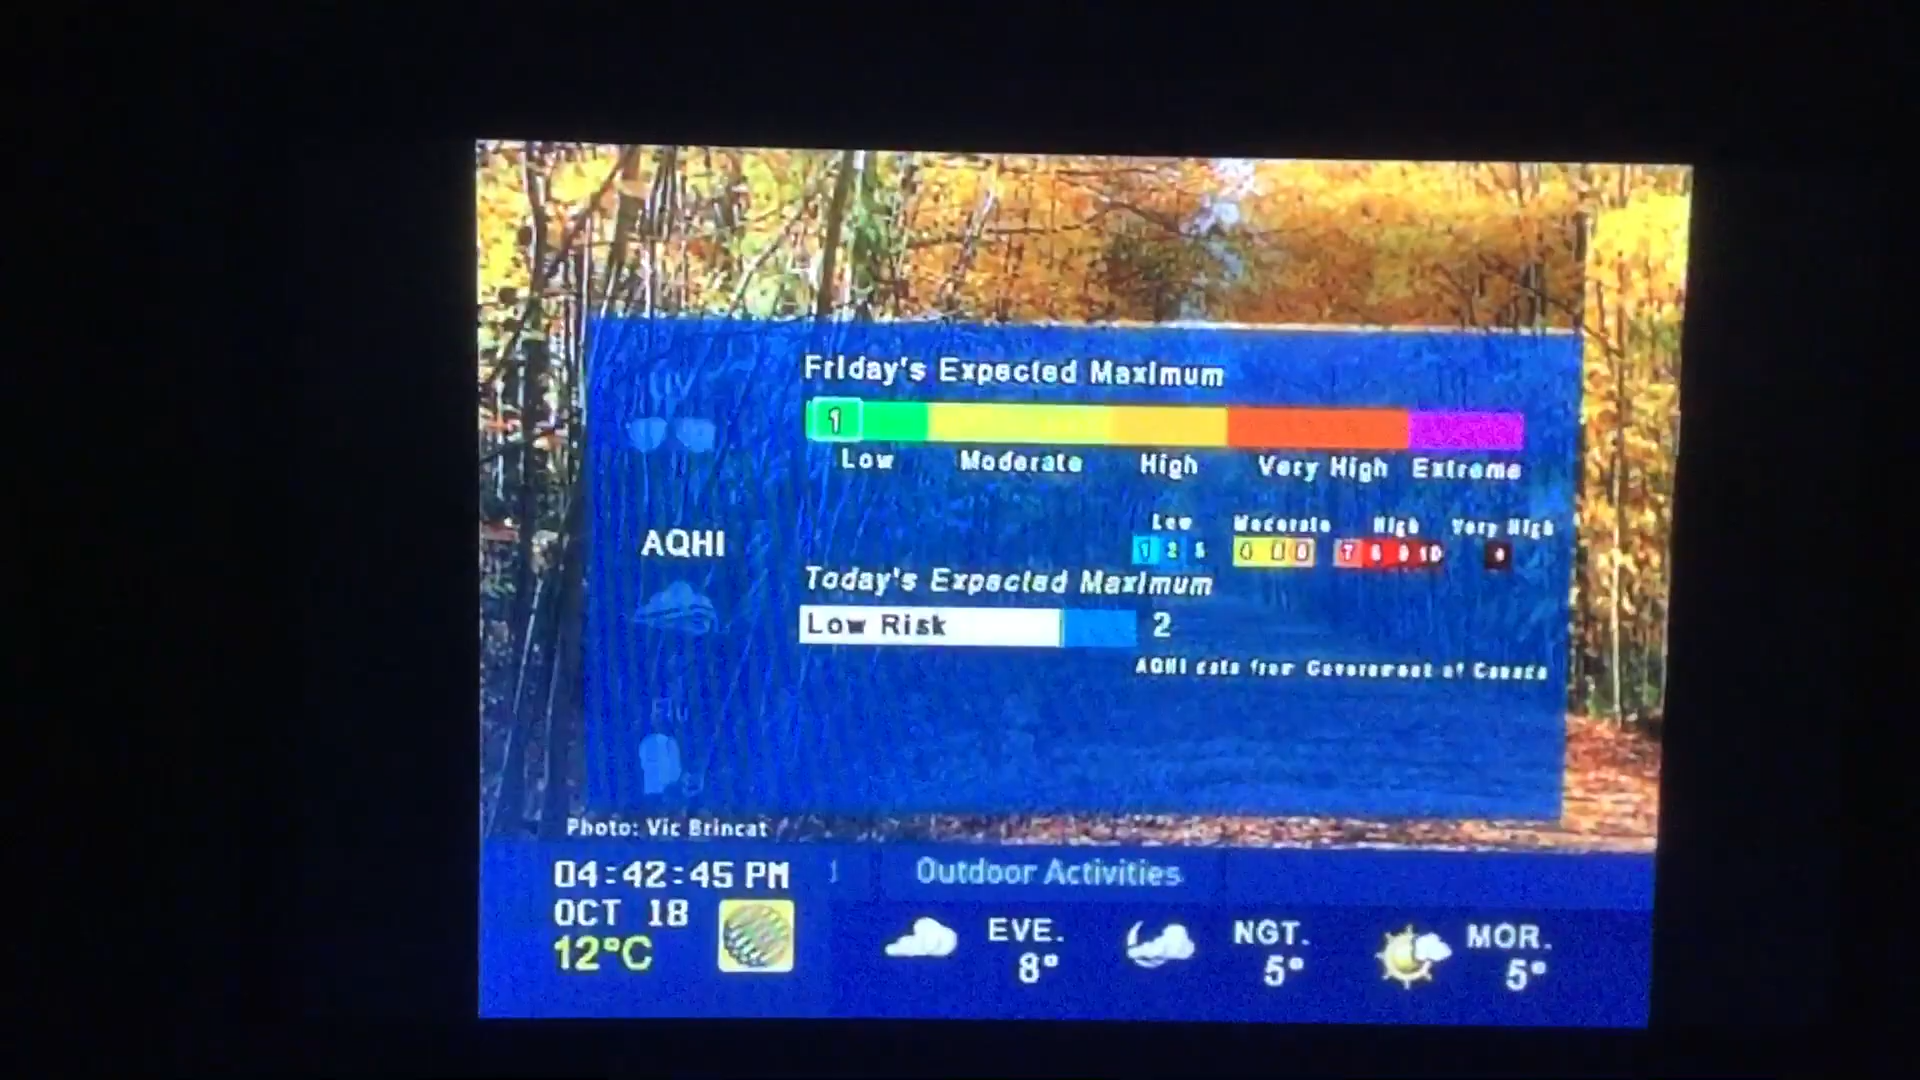 Friday's Expected Maximum
UV
1
Low Moderate High Very High Extreme
Low Moderate High Very High
AQHI
Today's Expected Maximum
Low Risk 2
AQHI data from Government of Canada
Flu
Photo: Vic Brincat
04:42:45 PM
Outdoor Activities
OCT 18
12°C
EVE. 8°
NGT. 5°
MOR. 5°